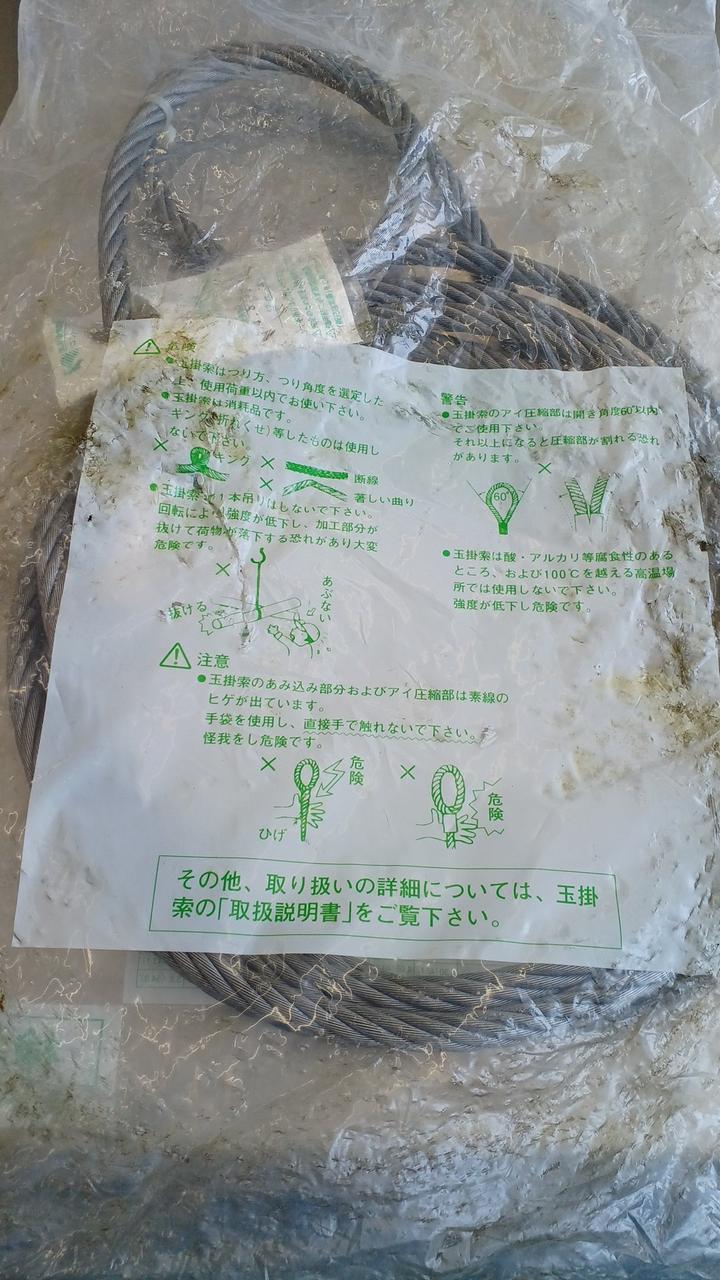 危険
●玉掛索はつり方、つり角度を選定した
上、使用荷重以内でお使い下さい。
●玉掛索は消耗品です。
キンク(折れくせ)等したものは使用し
ないで下さい。
× キンク × 断線
× 著しい曲り
●玉掛索は1本吊りはしないで下さい。
回転により強度が低下し、加工部分が
抜けて荷物が落下する恐れがあり大変
危険です。
×
あぶない
抜ける
警告
●玉掛索のアイ圧縮部は開き角度60°以内
でご使用下さい。
それ以上になると圧縮部が割れる恐れ
があります。
×
60°
●玉掛索は酸・アルカリ等腐食性のある
ところ、および100℃を越える高温場
所では使用しないで下さい。
強度が低下し危険です。
注意
●玉掛索のあみ込み部分およびアイ圧縮部は素線の
ヒゲが出ています。
手袋を使用し、直接手で触れないで下さい。
怪我をし危険です。
× 危険 × 危険
ひげ
その他、取り扱いの詳細については、玉掛
索の「取扱説明書」をご覧下さい。